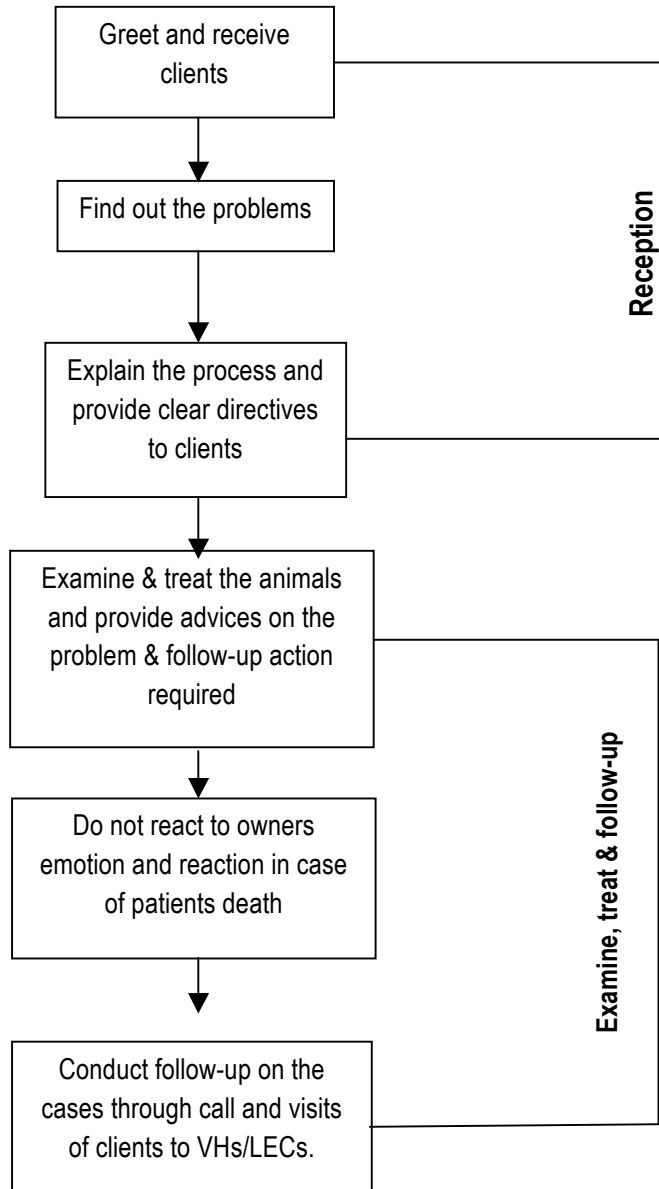 Greet and receive
clients
Find out the problems
Explain the process and
provide clear directives
to clients
Reception
Examine & treat the animals
and provide advices on the
problem & follow-up action
required
Do not react to owners
emotion and reaction in case
of patients death
Conduct follow-up on the
cases through call and visits
of clients to VHs/LECs.
Examine, treat & follow-up